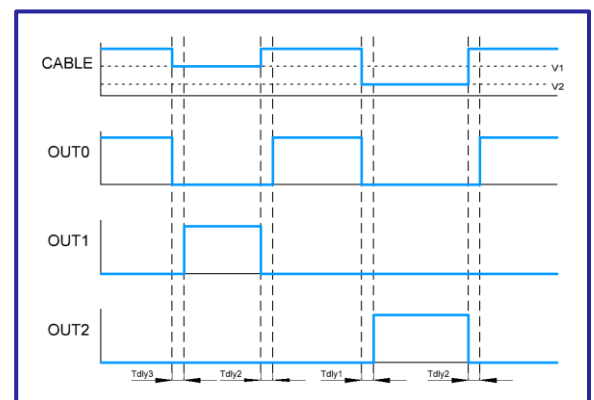 CABLE
V1
V2
OUT0
OUT1
OUT2
Tdly3 Tdly2 Tdly1 Tdly2